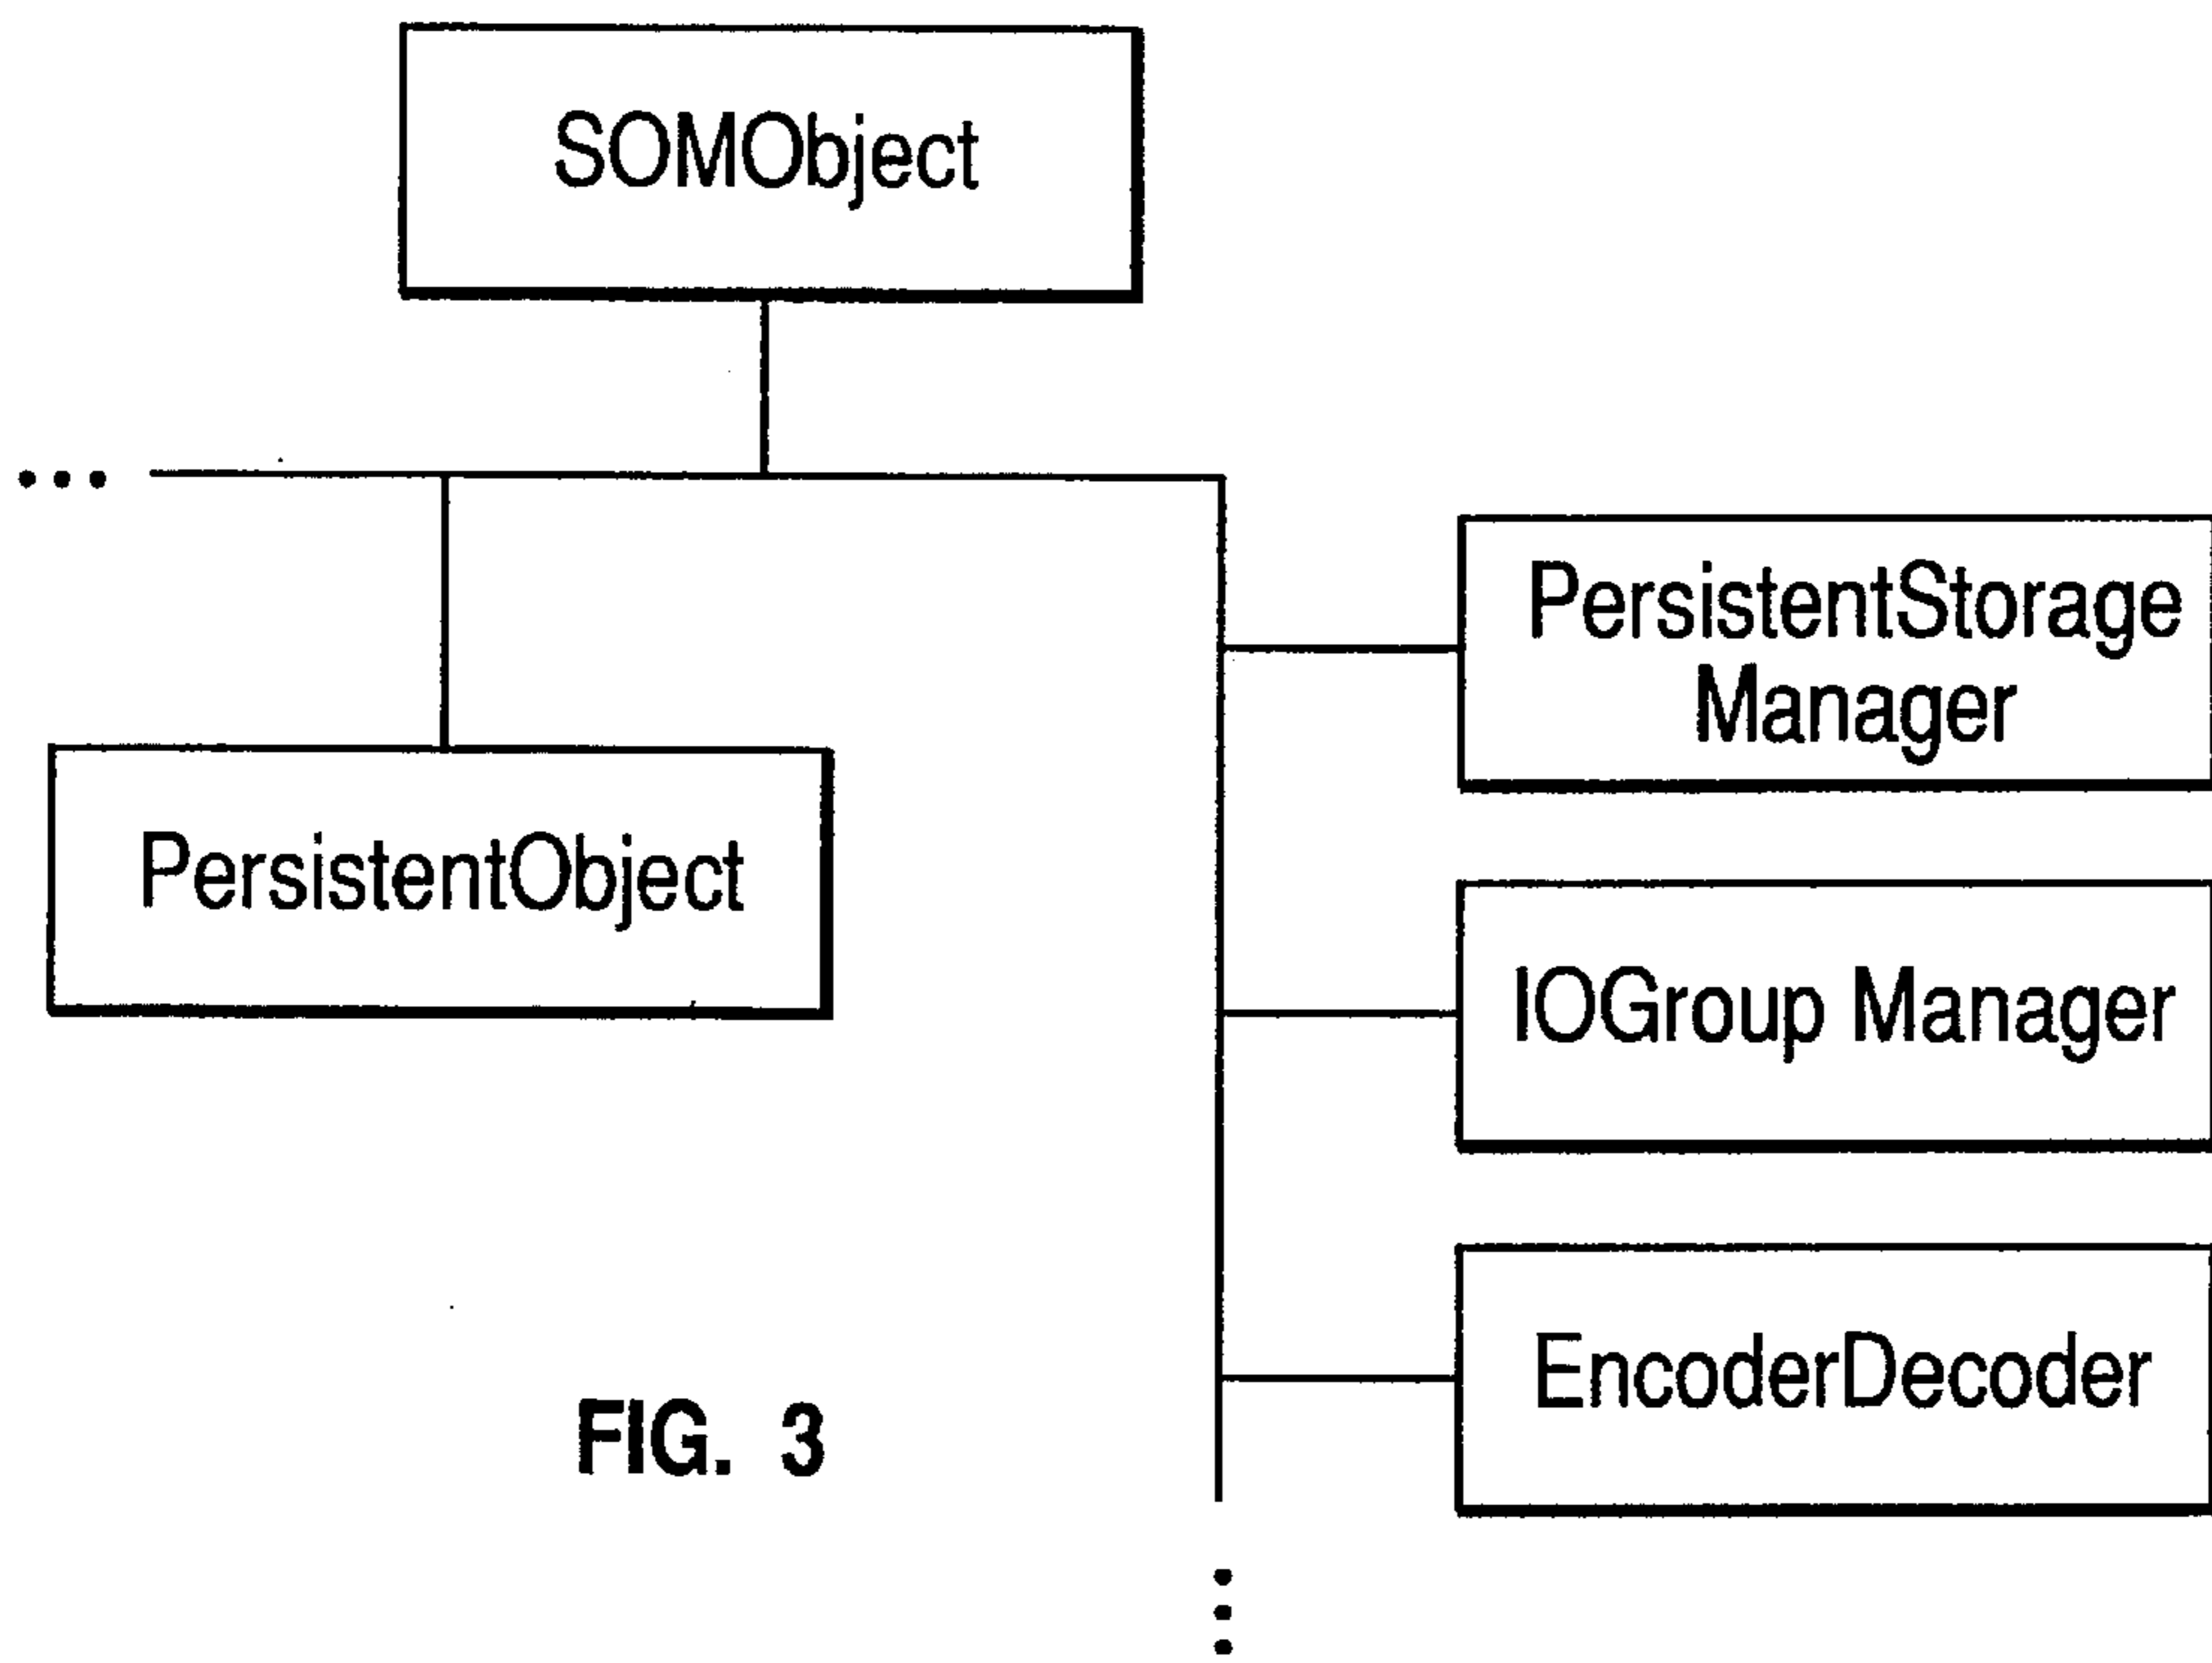 SOMObject
PersistentStorage
Manager
PersistentObject
IOGroup Manager
EncoderDecoder
FIG. 3